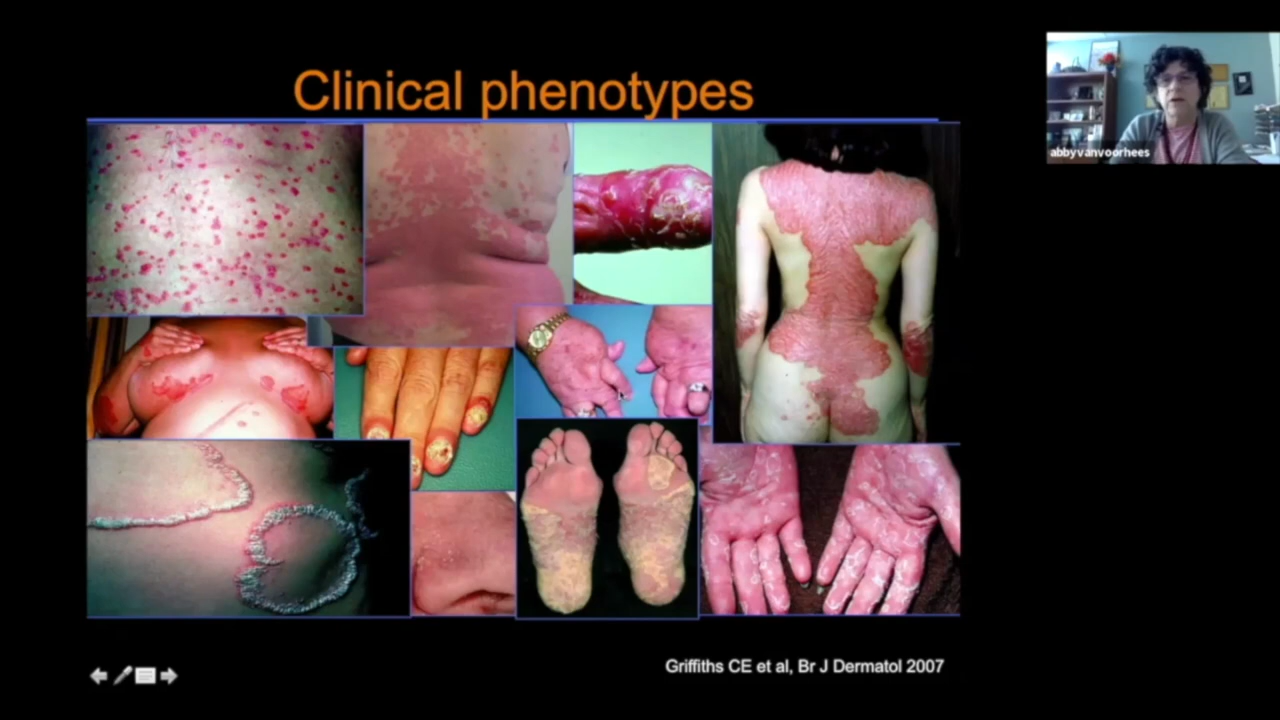 Clinical phenotypes
abbyvanvoorhees
Griffiths CE et al, Br J Dermatol 2007